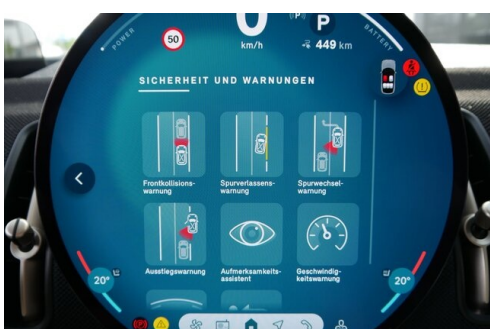 POWER
0
km/h
50
(P)
P
449 km
BATTERY
SICHERHEIT UND WARNUNGEN
Frontkollisions-
warnung
Spurverlassens-
warnung
Spurwechsel-
warnung
Ausstiegswarnung
Aufmerksamkeits-
assistent
Geschwindig-
keitswarnung
20°
20°
(P)